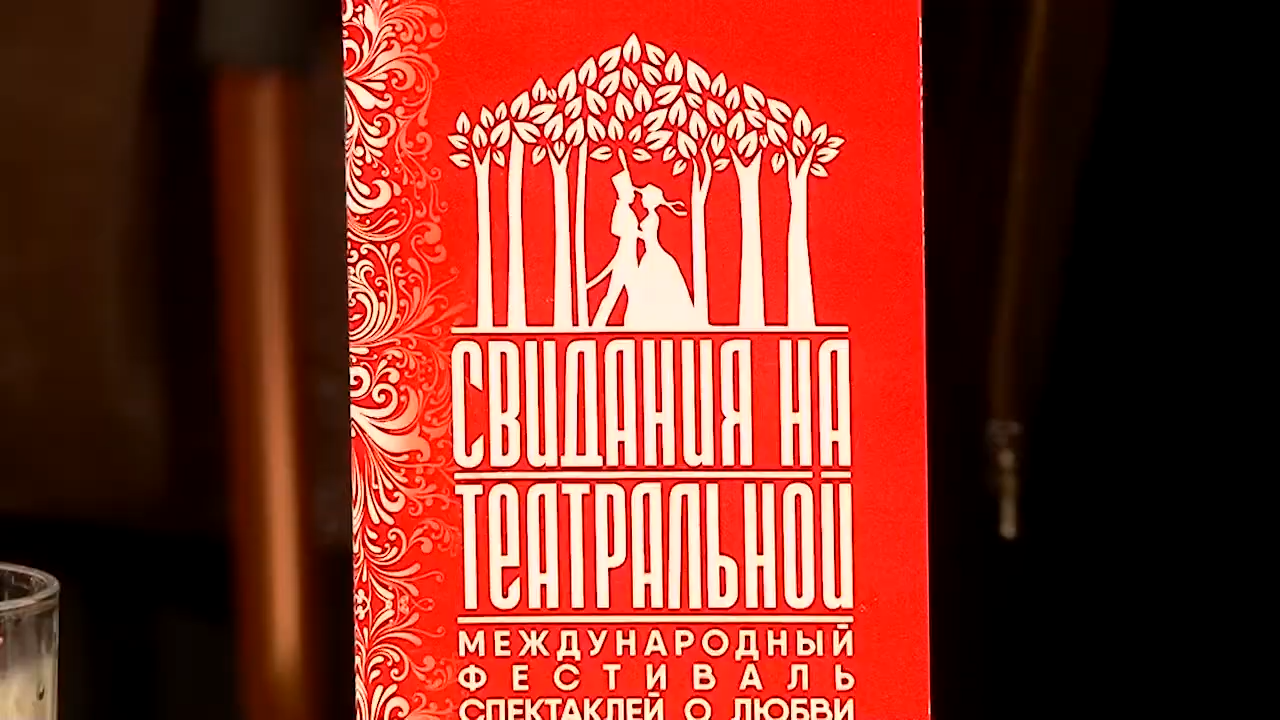 СВИДАНИЯ НА
ТЕАТРАЛЬНОЙ
МЕЖДУНАРОДНЫЙ
ФЕСТИВАЛЬ
СПЕКТАКЛЕЙ О ЛЮБВИ